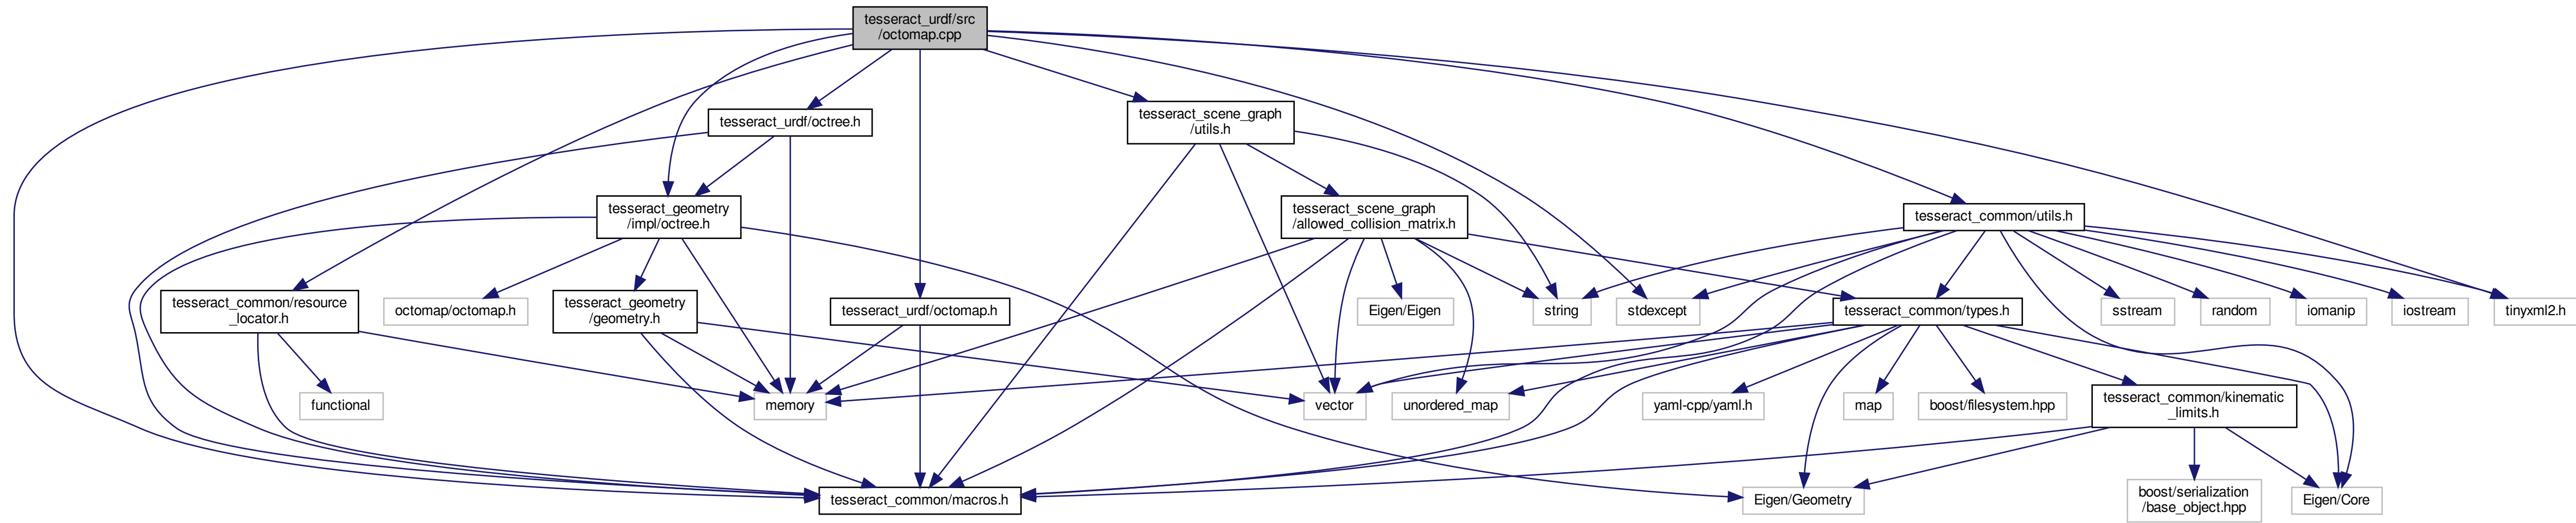 tesseract_urdf/src
/octomap.cpp
tesseract_urdf/octree.h
tesseract_scene_graph
/utils.h
tesseract_geometry
/impl/octree.h
tesseract_scene_graph
/allowed_collision_matrix.h
tesseract_common/utils.h
tesseract_common/resource
_locator.h
octomap/octomap.h
tesseract_geometry
/geometry.h
tesseract_urdf/octomap.h
Eigen/Eigen
string
stdexcept
tesseract_common/types.h
sstream
random
iomanip
iostream
tinyxml2.h
functional
memory
vector
unordered_map
yaml-cpp/yaml.h
map
boost/filesystem.hpp
tesseract_common/kinematic
_limits.h
tesseract_common/macros.h
Eigen/Geometry
boost/serialization
/base_object.hpp
Eigen/Core